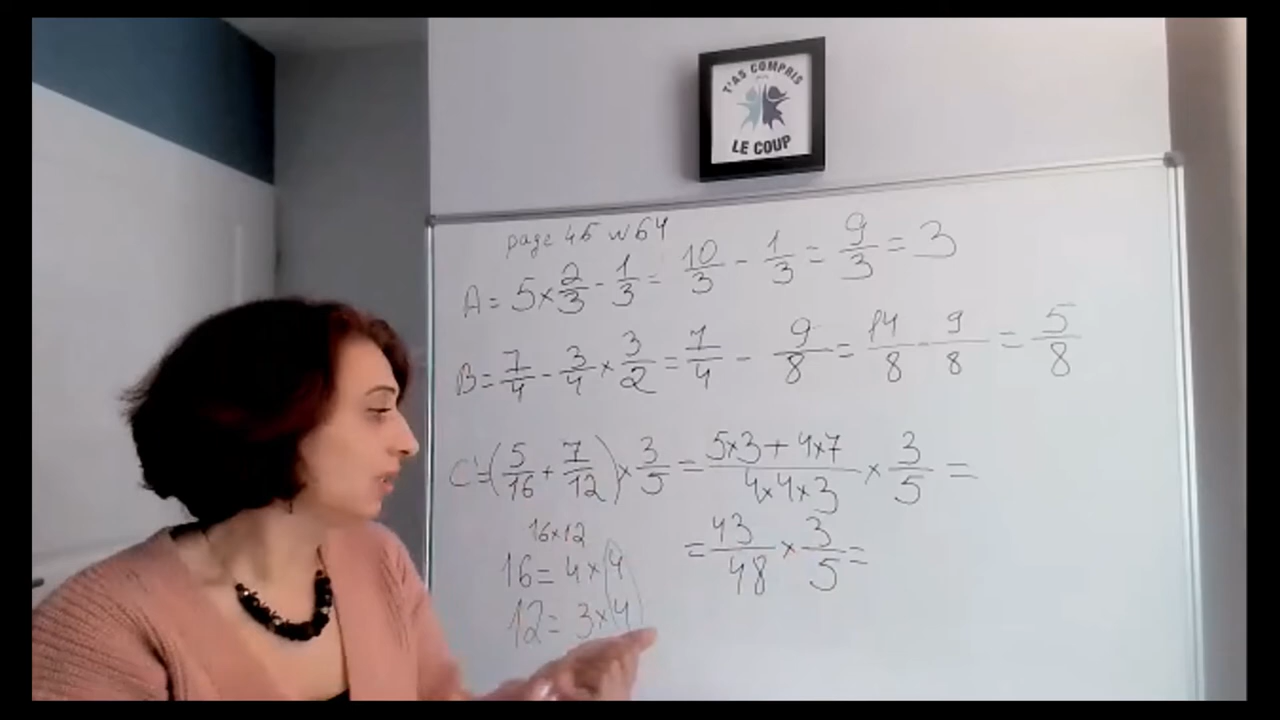 T'AS COMPRIS
LE COUP
page 46 n 64
A = 5 × 2/3 - 1/3 = 10/3 - 1/3 = 9/3 = 3
B = 7/4 - 3/4 × 3/2 = 7/4 - 9/8 = 14/8 - 9/8 = 5/8
C = (5/16 + 7/12) × 3/5 = 5×3 + 4×7/4×4×3 × 3/5 =
16×12
= 43/48 × 3/5 =
16 = 4×4
12 = 3×4